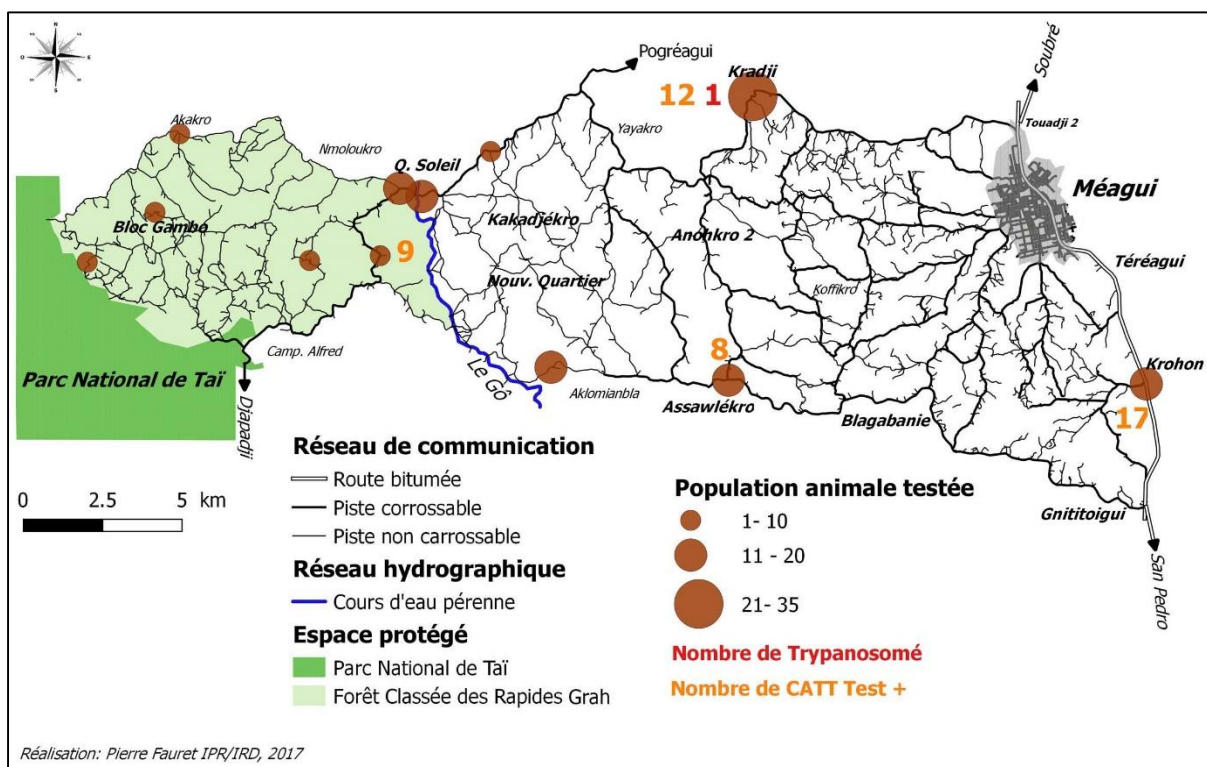 N
O
E
S
Pogréagui
Kradji
12 1
Soubré
Akakro
Yayakro
Touadji 2
Nmoloukro
Q. Soleil
Méagui
Bloc Gambo
Kakadjékro
Anohkro 2
9
Téréagui
Nouv. Quartier
Koffikro
Camp. Alfred
8
Parc National de Taï
Le Gô
Aklomianbla
Krohon
Djapadji
Assawlékro
Blagabanie
17
Réseau de communication
Route bitumée
Piste corrossable
Piste non carrossable
Réseau hydrographique
Cours d'eau pérenne
Espace protégé
Parc National de Taï
Forêt Classée des Rapides Grah
0 2.5 5 km
Population animale testée
1- 10
11 - 20
21- 35
Nombre de Trypanosomé
Nombre de CATT Test +
Gnititoigui
San Pedro
Réalisation: Pierre Fauret IPR/IRD, 2017